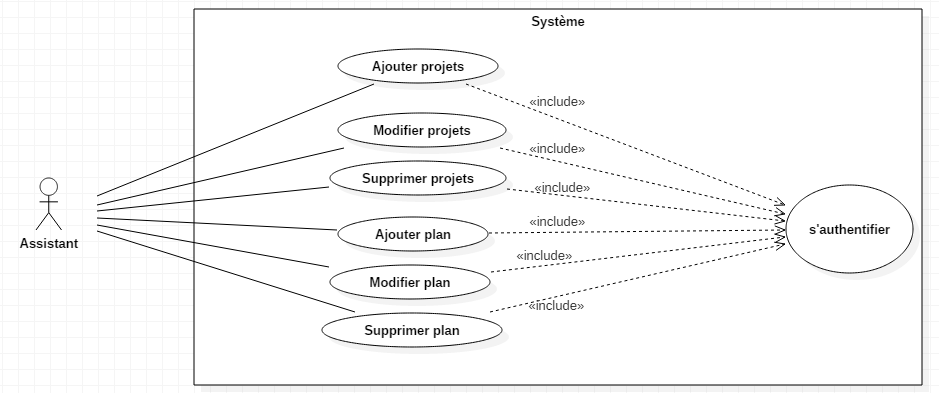 Système
Ajouter projets
«include»
Modifier projets
«include»
Supprimer projets
«include»
Assistant
Ajouter plan
«include»
s'authentifier
Modifier plan
«include»
Supprimer plan
«include»